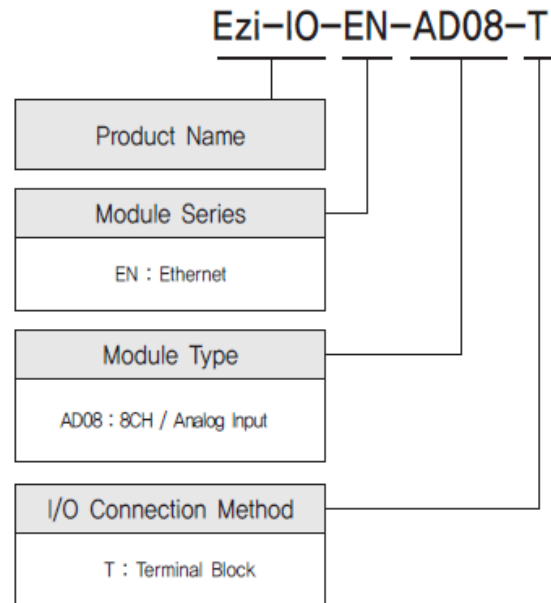 Ezi-IO-EN-AD08-T
Product Name
Module Series
EN : Ethernet
Module Type
AD08 : 8CH / Analog Input
I/O Connection Method
T : Terminal Block